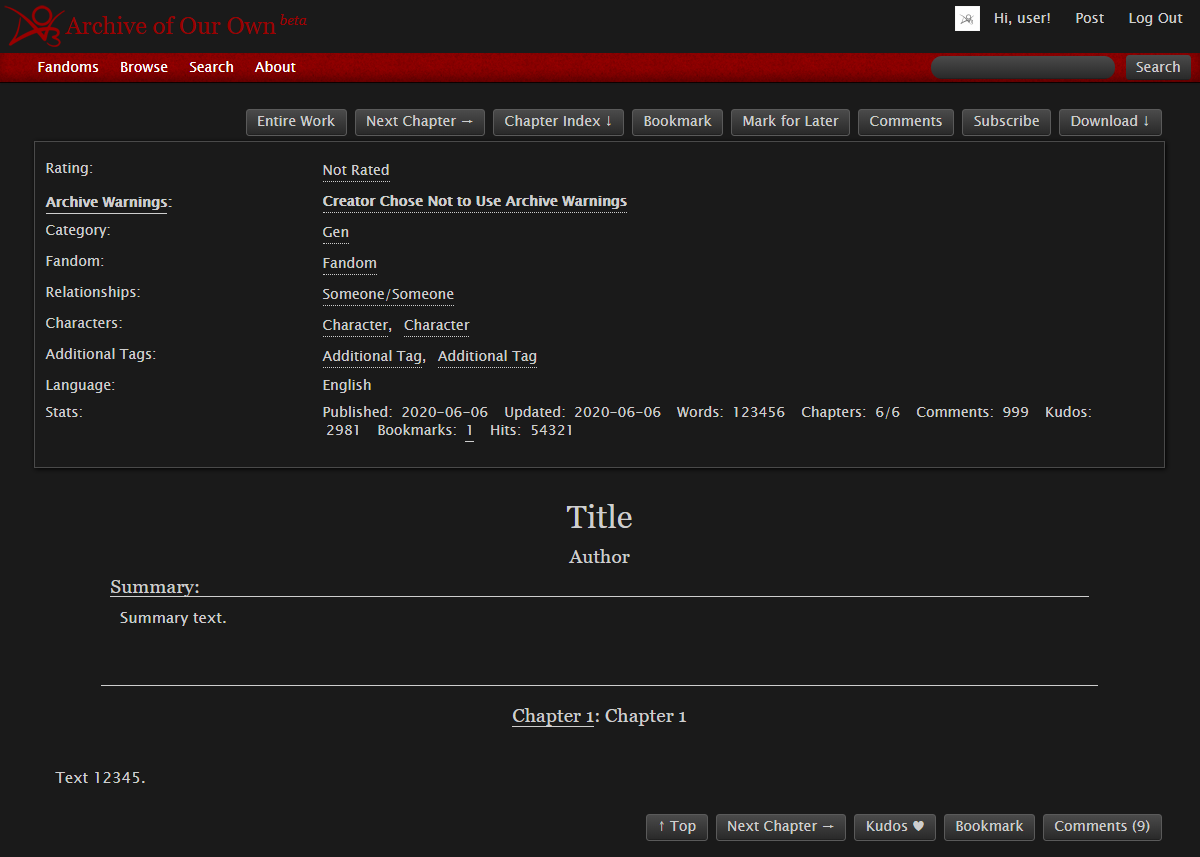 Archive of Our Own beta
Hi, user! Post Log Out
Fandoms Browse Search About Search
Entire Work Next Chapter → Chapter Index ↓ Bookmark Mark for Later Comments Subscribe Download ↓
Rating: Not Rated
Archive Warnings: Creator Chose Not to Use Archive Warnings
Category: Gen
Fandom: Fandom
Relationships: Someone/Someone
Characters: Character, Character
Additional Tags: Additional Tag, Additional Tag
Language: English
Stats: Published: 2020-06-06 Updated: 2020-06-06 Words: 123456 Chapters: 6/6 Comments: 999 Kudos:
2981 Bookmarks: 1 Hits: 54321
Title
Author
Summary:
Summary text.
Chapter 1: Chapter 1
Text 12345.
↑ Top Next Chapter → Kudos ♥ Bookmark Comments (9)